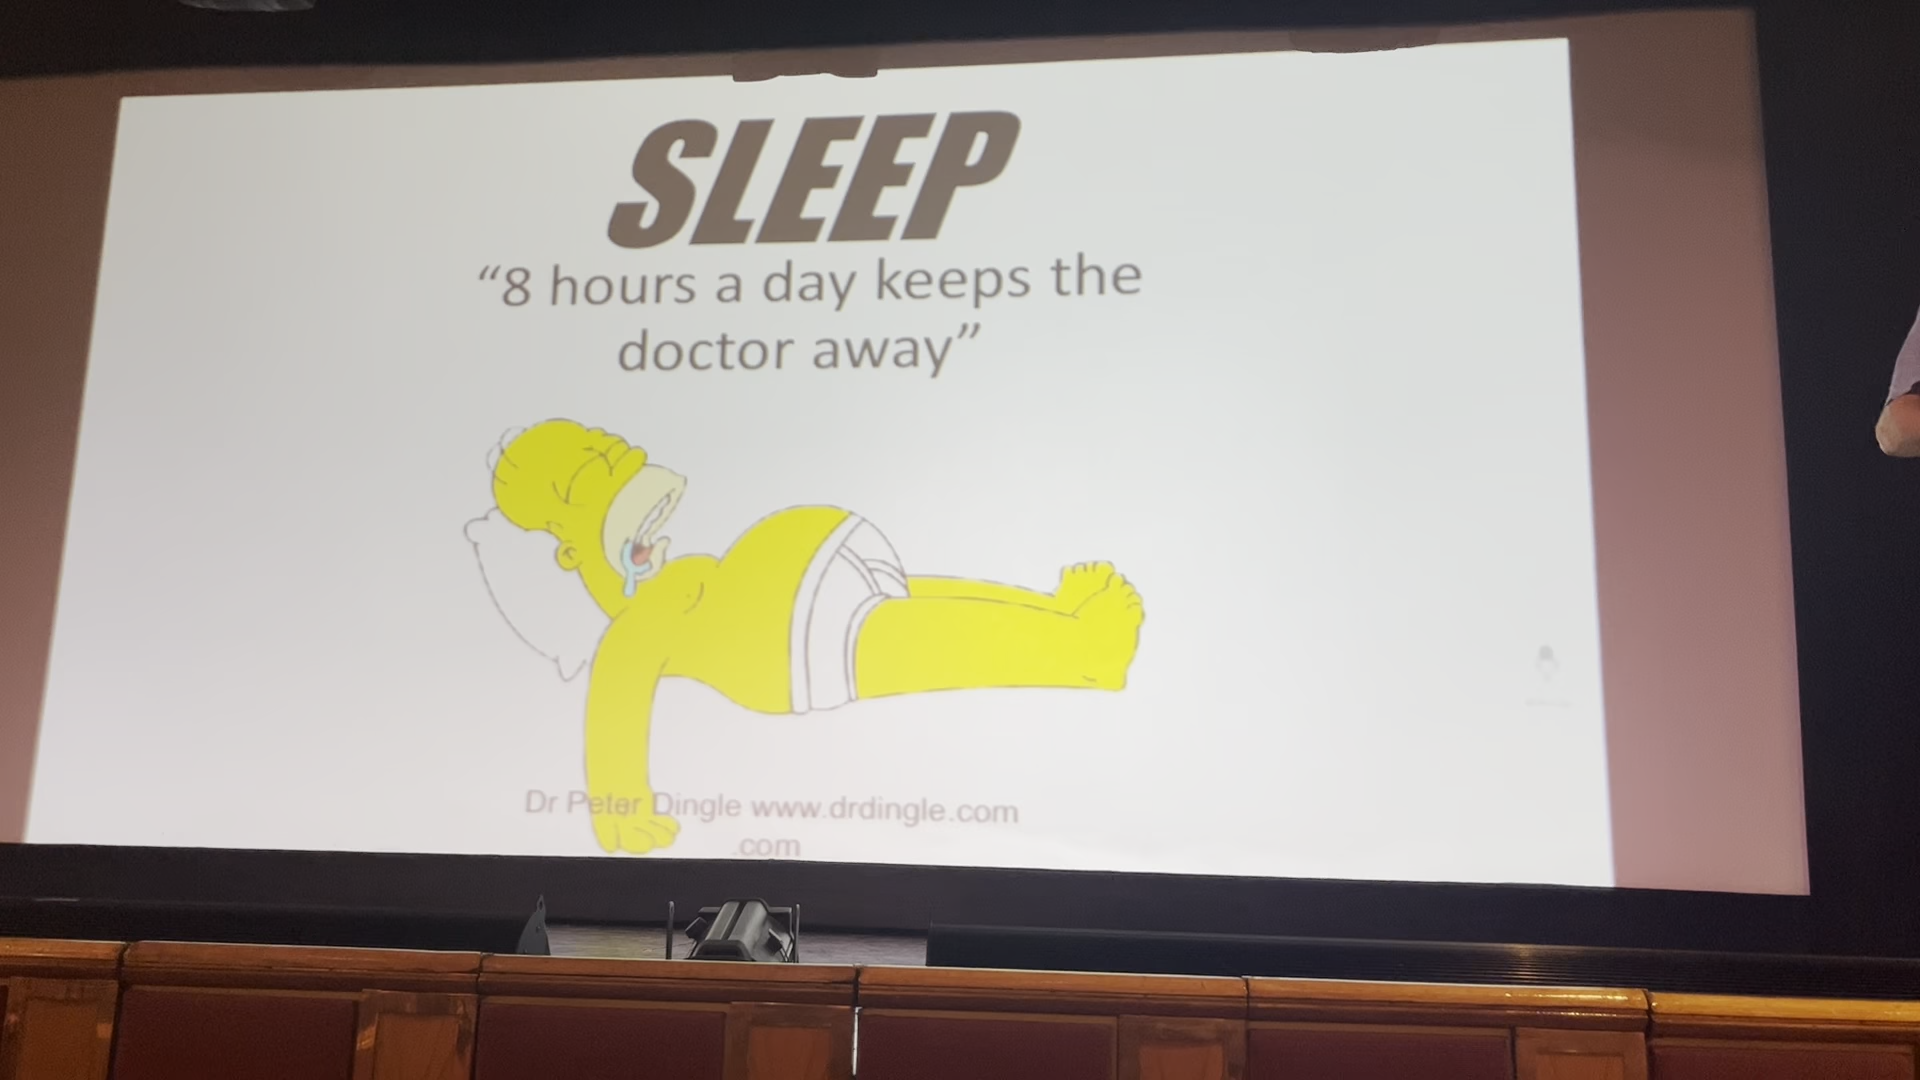 SLEEP
“8 hours a day keeps the
doctor away”
Dr Peter Dingle www.drdingle.com
.com